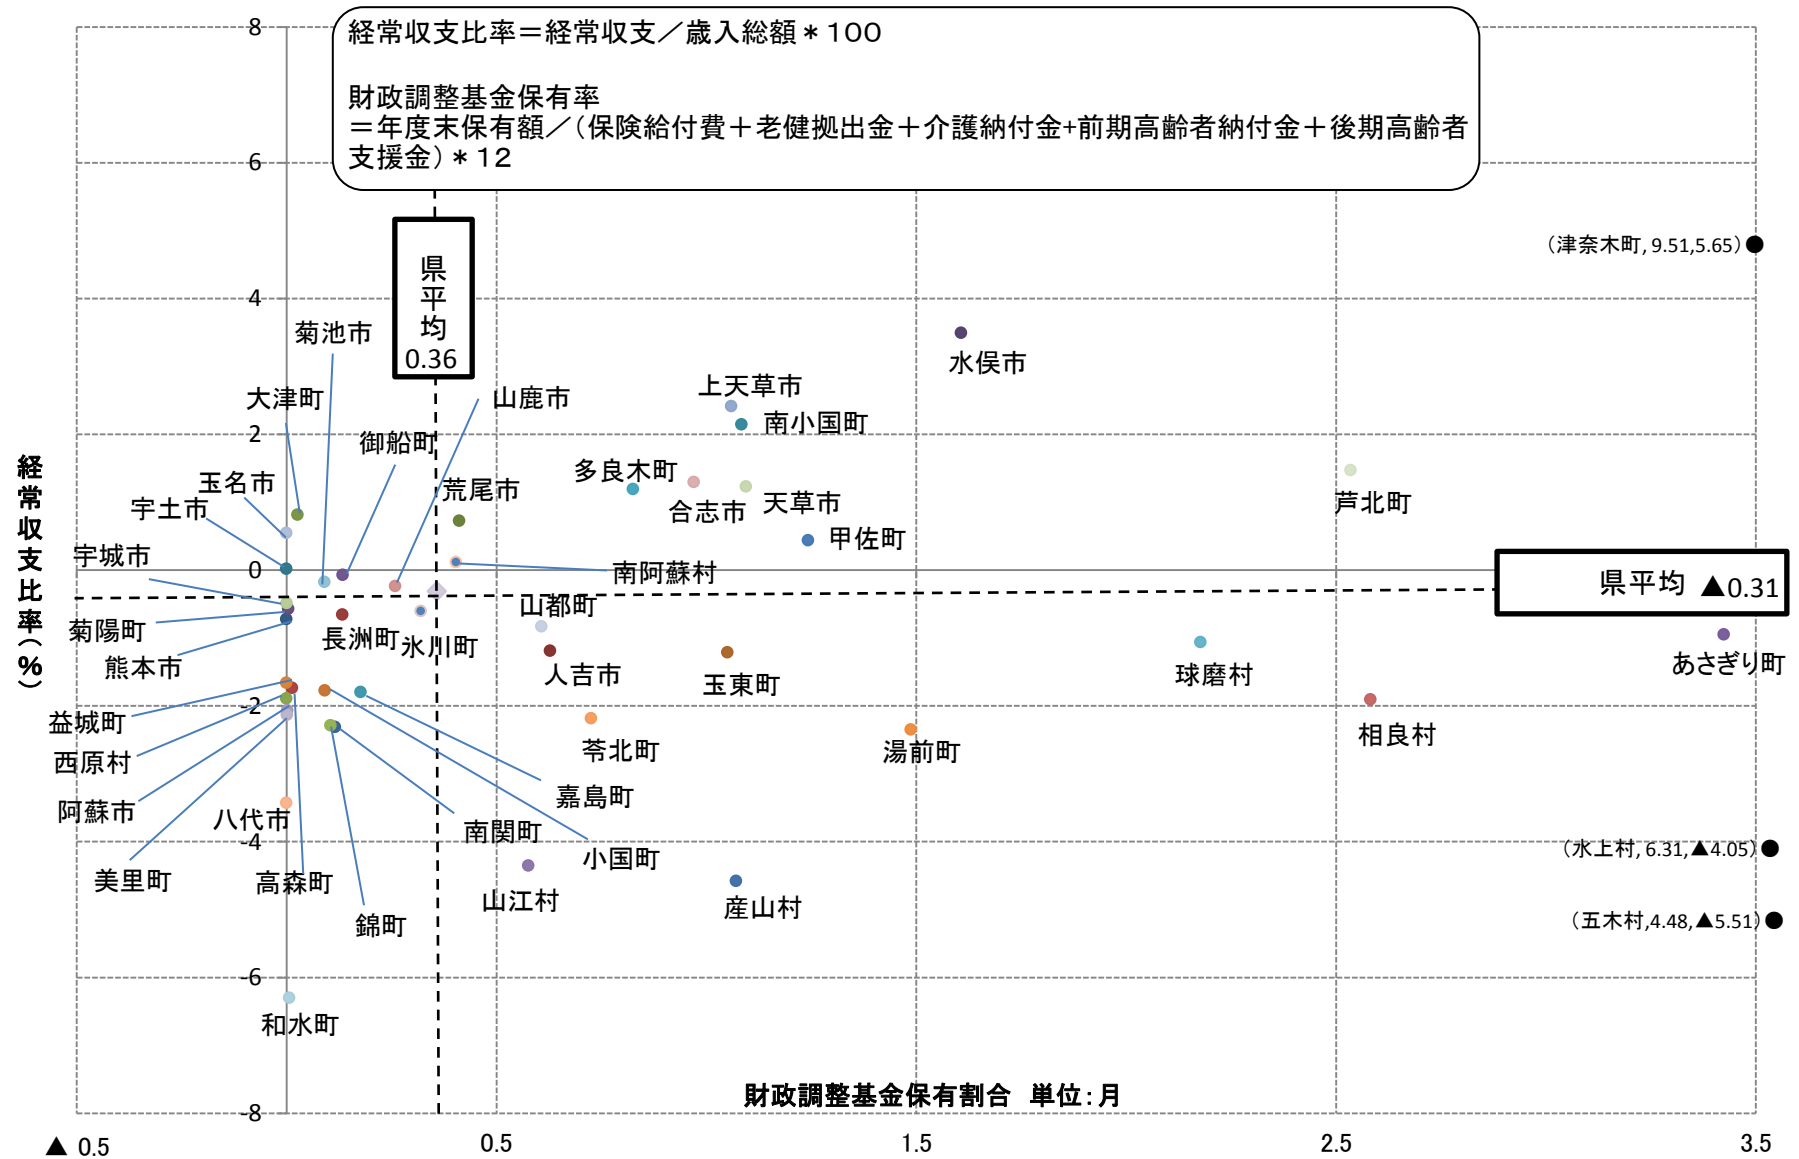 経常収支比率＝経常収支／歳入総額＊１００
財政調整基金保有率
＝年度末保有額／（保険給付費＋老健拠出金＋介護納付金+前期高齢者納付金＋後期高齢者
支援金）＊１２
8
6
4
2
0
-2
-4
-6
-8
経常収支比率（％）
県平均
0.36
（津奈木町, 9.51,5.65）
菊池市
水俣市
大津町
山鹿市
上天草市
南小国町
御船町
玉名市
荒尾市
多良木町
合志市
天草市
芦北町
宇土市
甲佐町
宇城市
南阿蘇村
県平均 ▲0.31
山都町
菊陽町
長洲町
氷川町
熊本市
人吉市
玉東町
球磨村
あさぎり町
益城町
苓北町
湯前町
相良村
西原村
阿蘇市
八代市
嘉島町
南関町
小国町
（水上村, 6.31,▲4.05）
美里町
高森町
山江村
産山村
錦町
（五木村,4.48,▲5.51）
和水町
財政調整基金保有割合 単位：月
▲ 0.5
0.5
1.5
2.5
3.5